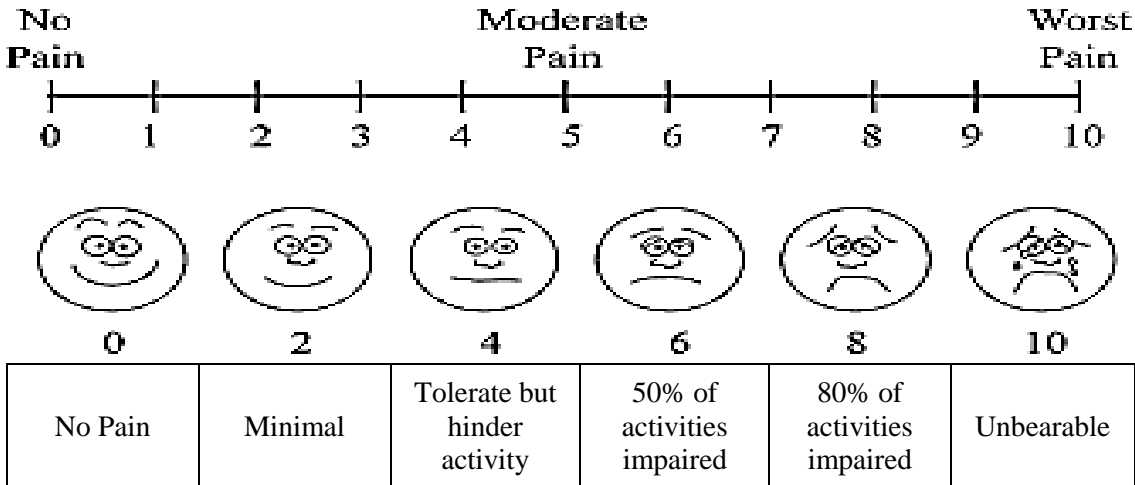 No Moderate Worst
Pain Pain Pain
0 1 2 3 4 5 6 7 8 9 10
0 2 4 6 8 10
No Pain
Minimal
Tolerate but
hinder
activity
50% of
activities
impaired
80% of
activities
impaired
Unbearable